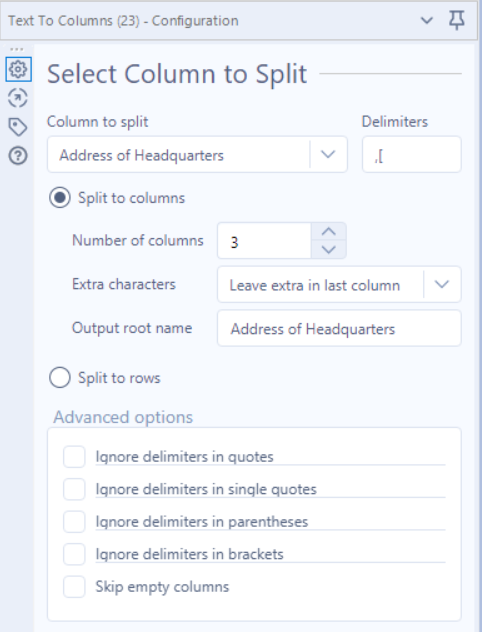 Text To Columns (23) - Configuration
Select Column to Split
Column to split Delimiters
Address of Headquarters ,[
Split to columns
Number of columns 3
Extra characters Leave extra in last column
Output root name Address of Headquarters
Split to rows
Advanced options
Ignore delimiters in quotes
Ignore delimiters in single quotes
Ignore delimiters in parentheses
Ignore delimiters in brackets
Skip empty columns